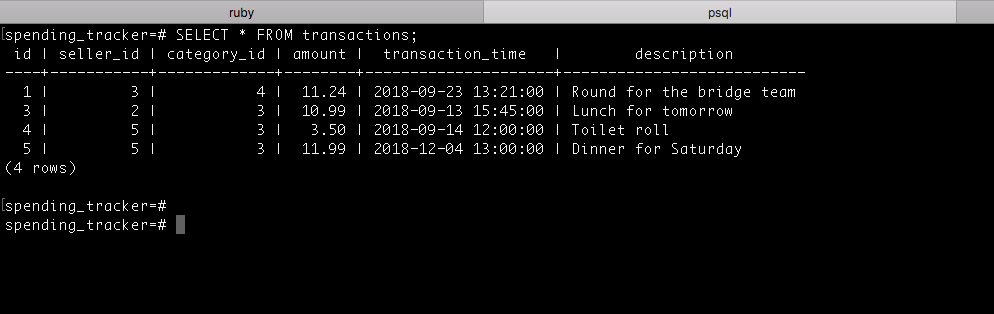 ruby psql
spending_tracker=# SELECT * FROM transactions;
 id | seller_id | category_id | amount |  transaction_time   |        description
----+-----------+-------------+--------+---------------------+---------------------------
  1 |         3 |           4 |  11.24 | 2018-09-23 13:21:00 | Round for the bridge team
  3 |         2 |           3 |  10.99 | 2018-09-13 15:45:00 | Lunch for tomorrow
  4 |         5 |           3 |   3.50 | 2018-09-14 12:00:00 | Toilet roll
  5 |         5 |           3 |  11.99 | 2018-12-04 13:00:00 | Dinner for Saturday
(4 rows)
spending_tracker=#
spending_tracker=#